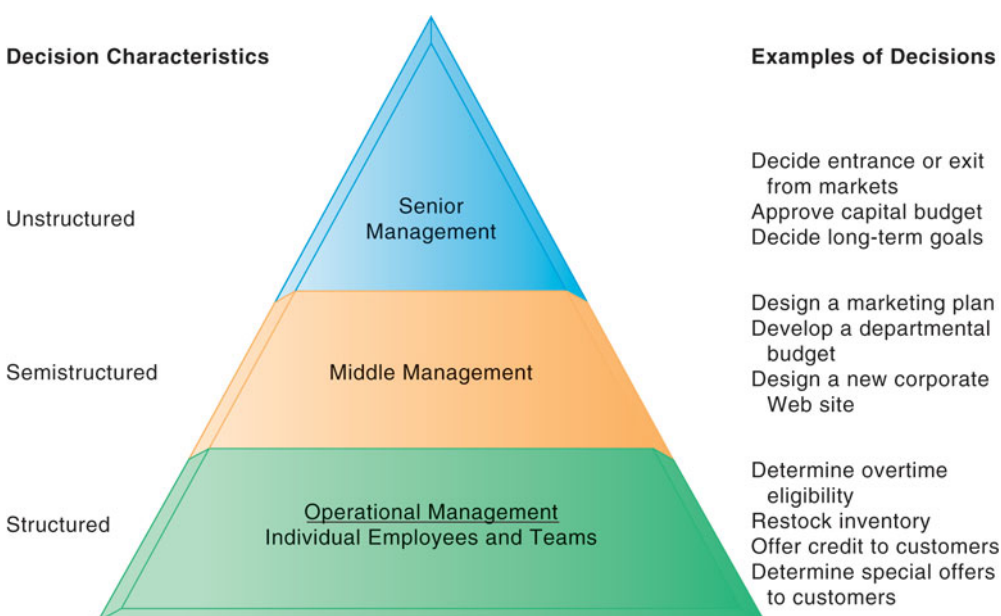 Decision Characteristics
Examples of Decisions
Unstructured
Senior
Management
Decide entrance or exit
from markets
Approve capital budget
Decide long-term goals
Semistructured
Middle Management
Design a marketing plan
Develop a departmental
budget
Design a new corporate
Web site
Structured
Operational Management
Individual Employees and Teams
Determine overtime
eligibility
Restock inventory
Offer credit to customers
Determine special offers
to customers